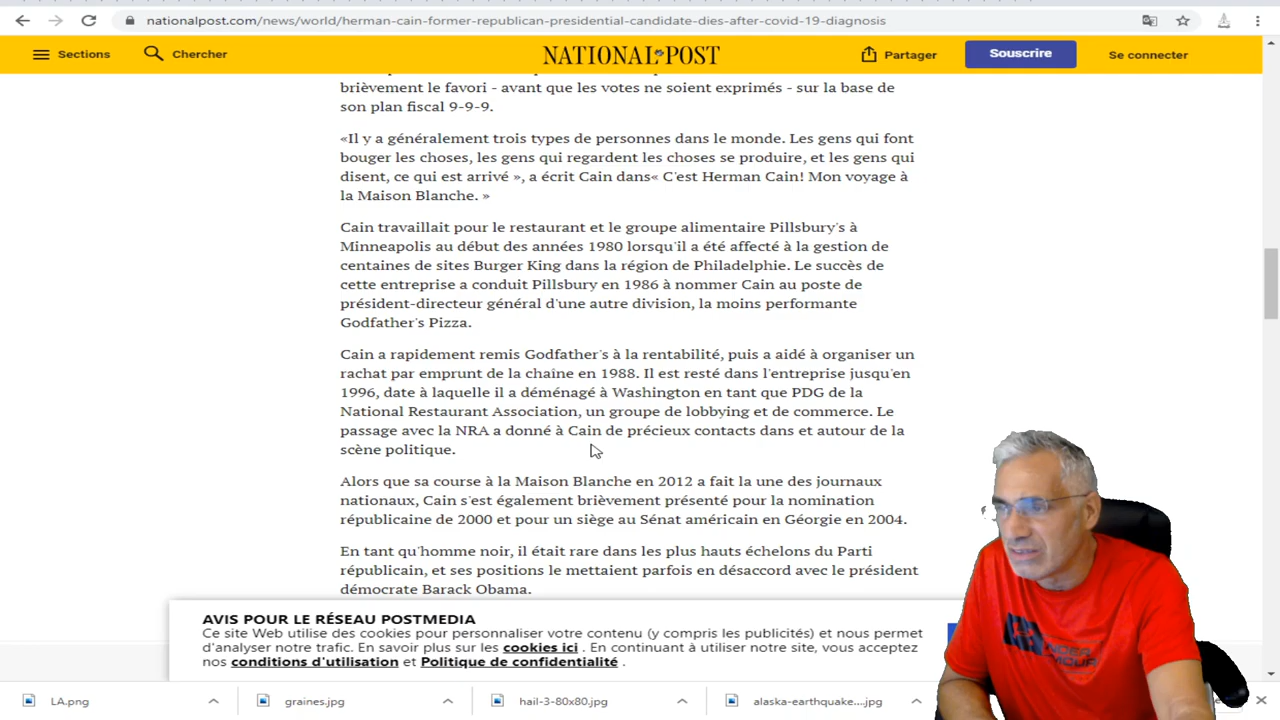 nationalpost.com/news/world/herman-cain-former-republican-presidential-candidate-dies-after-covid-19-diagnosis
Sections Chercher NATIONAL POST Partager Souscrire Se connecter
brièvement le favori - avant que les votes ne soient exprimés - sur la base de
son plan fiscal 9-9-9.
«Il y a généralement trois types de personnes dans le monde. Les gens qui font
bouger les choses, les gens qui regardent les choses se produire, et les gens qui
disent, ce qui est arrivé », a écrit Cain dans« C'est Herman Cain! Mon voyage à
la Maison Blanche. »
Cain travaillait pour le restaurant et le groupe alimentaire Pillsbury's à
Minneapolis au début des années 1980 lorsqu'il a été affecté à la gestion de
centaines de sites Burger King dans la région de Philadelphie. Le succès de
cette entreprise a conduit Pillsbury en 1986 à nommer Cain au poste de
président-directeur général d'une autre division, la moins performante
Godfather's Pizza.
Cain a rapidement remis Godfather's à la rentabilité, puis a aidé à organiser un
rachat par emprunt de la chaîne en 1988. Il est resté dans l'entreprise jusqu'en
1996, date à laquelle il a déménagé à Washington en tant que PDG de la
National Restaurant Association, un groupe de lobbying et de commerce. Le
passage avec la NRA a donné à Cain de précieux contacts dans et autour de la
scène politique.
Alors que sa course à la Maison Blanche en 2012 a fait la une des journaux
nationaux, Cain s'est également brièvement présenté pour la nomination
républicaine de 2000 et pour un siège au Sénat américain en Géorgie en 2004.
En tant qu'homme noir, il était rare dans les plus hauts échelons du Parti
républicain, et ses positions le mettaient parfois en désaccord avec le président
démocrate Barack Obama.
AVIS POUR LE RÉSEAU POSTMEDIA
Ce site Web utilise des cookies pour personnaliser votre contenu (y compris les publicités) et nous permet
d'analyser notre trafic. En savoir plus sur les cookies ici . En continuant à utiliser notre site, vous acceptez
nos conditions d'utilisation et Politique de confidentialité .
LA.png graines.jpg hail-3-80x80.jpg alaska-earthquake....jpg